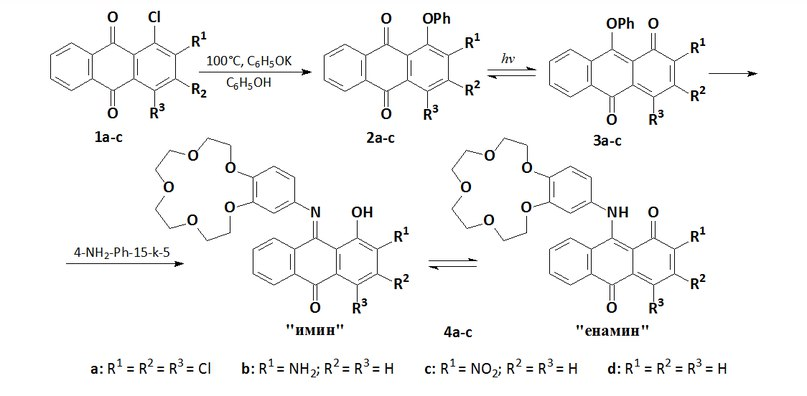 O Cl
R¹
R₂
O R³
1a-c
100°C, C₆H₅OK
C₆H₅OH
O OPh
R¹
R²
O R³
2a-c
hv
OPh O
R¹
R²
O R³
3a-c
4-NH₂-Ph-15-k-5
O O O O O
N OH
R¹
R²
O R³
"имин"
4a-c
O O O O O
NH O
R¹
R²
O R³
"енамин"
a: R¹ = R² = R³ = Cl b: R¹ = NH₂; R² = R³ = H c: R¹ = NO₂; R² = R³ = H d: R¹ = R² = R³ = H